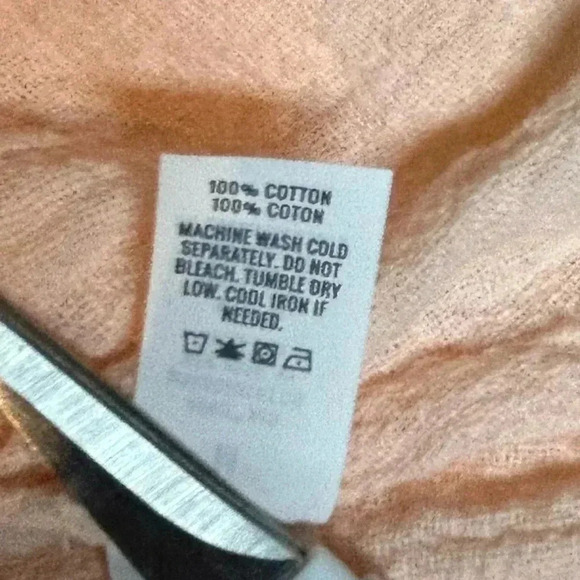 100% COTTON
100% COTON
MACHINE WASH COLD
SEPARATELY. DO NOT
BLEACH. TUMBLE DRY
LOW. COOL IRON IF
NEEDED.